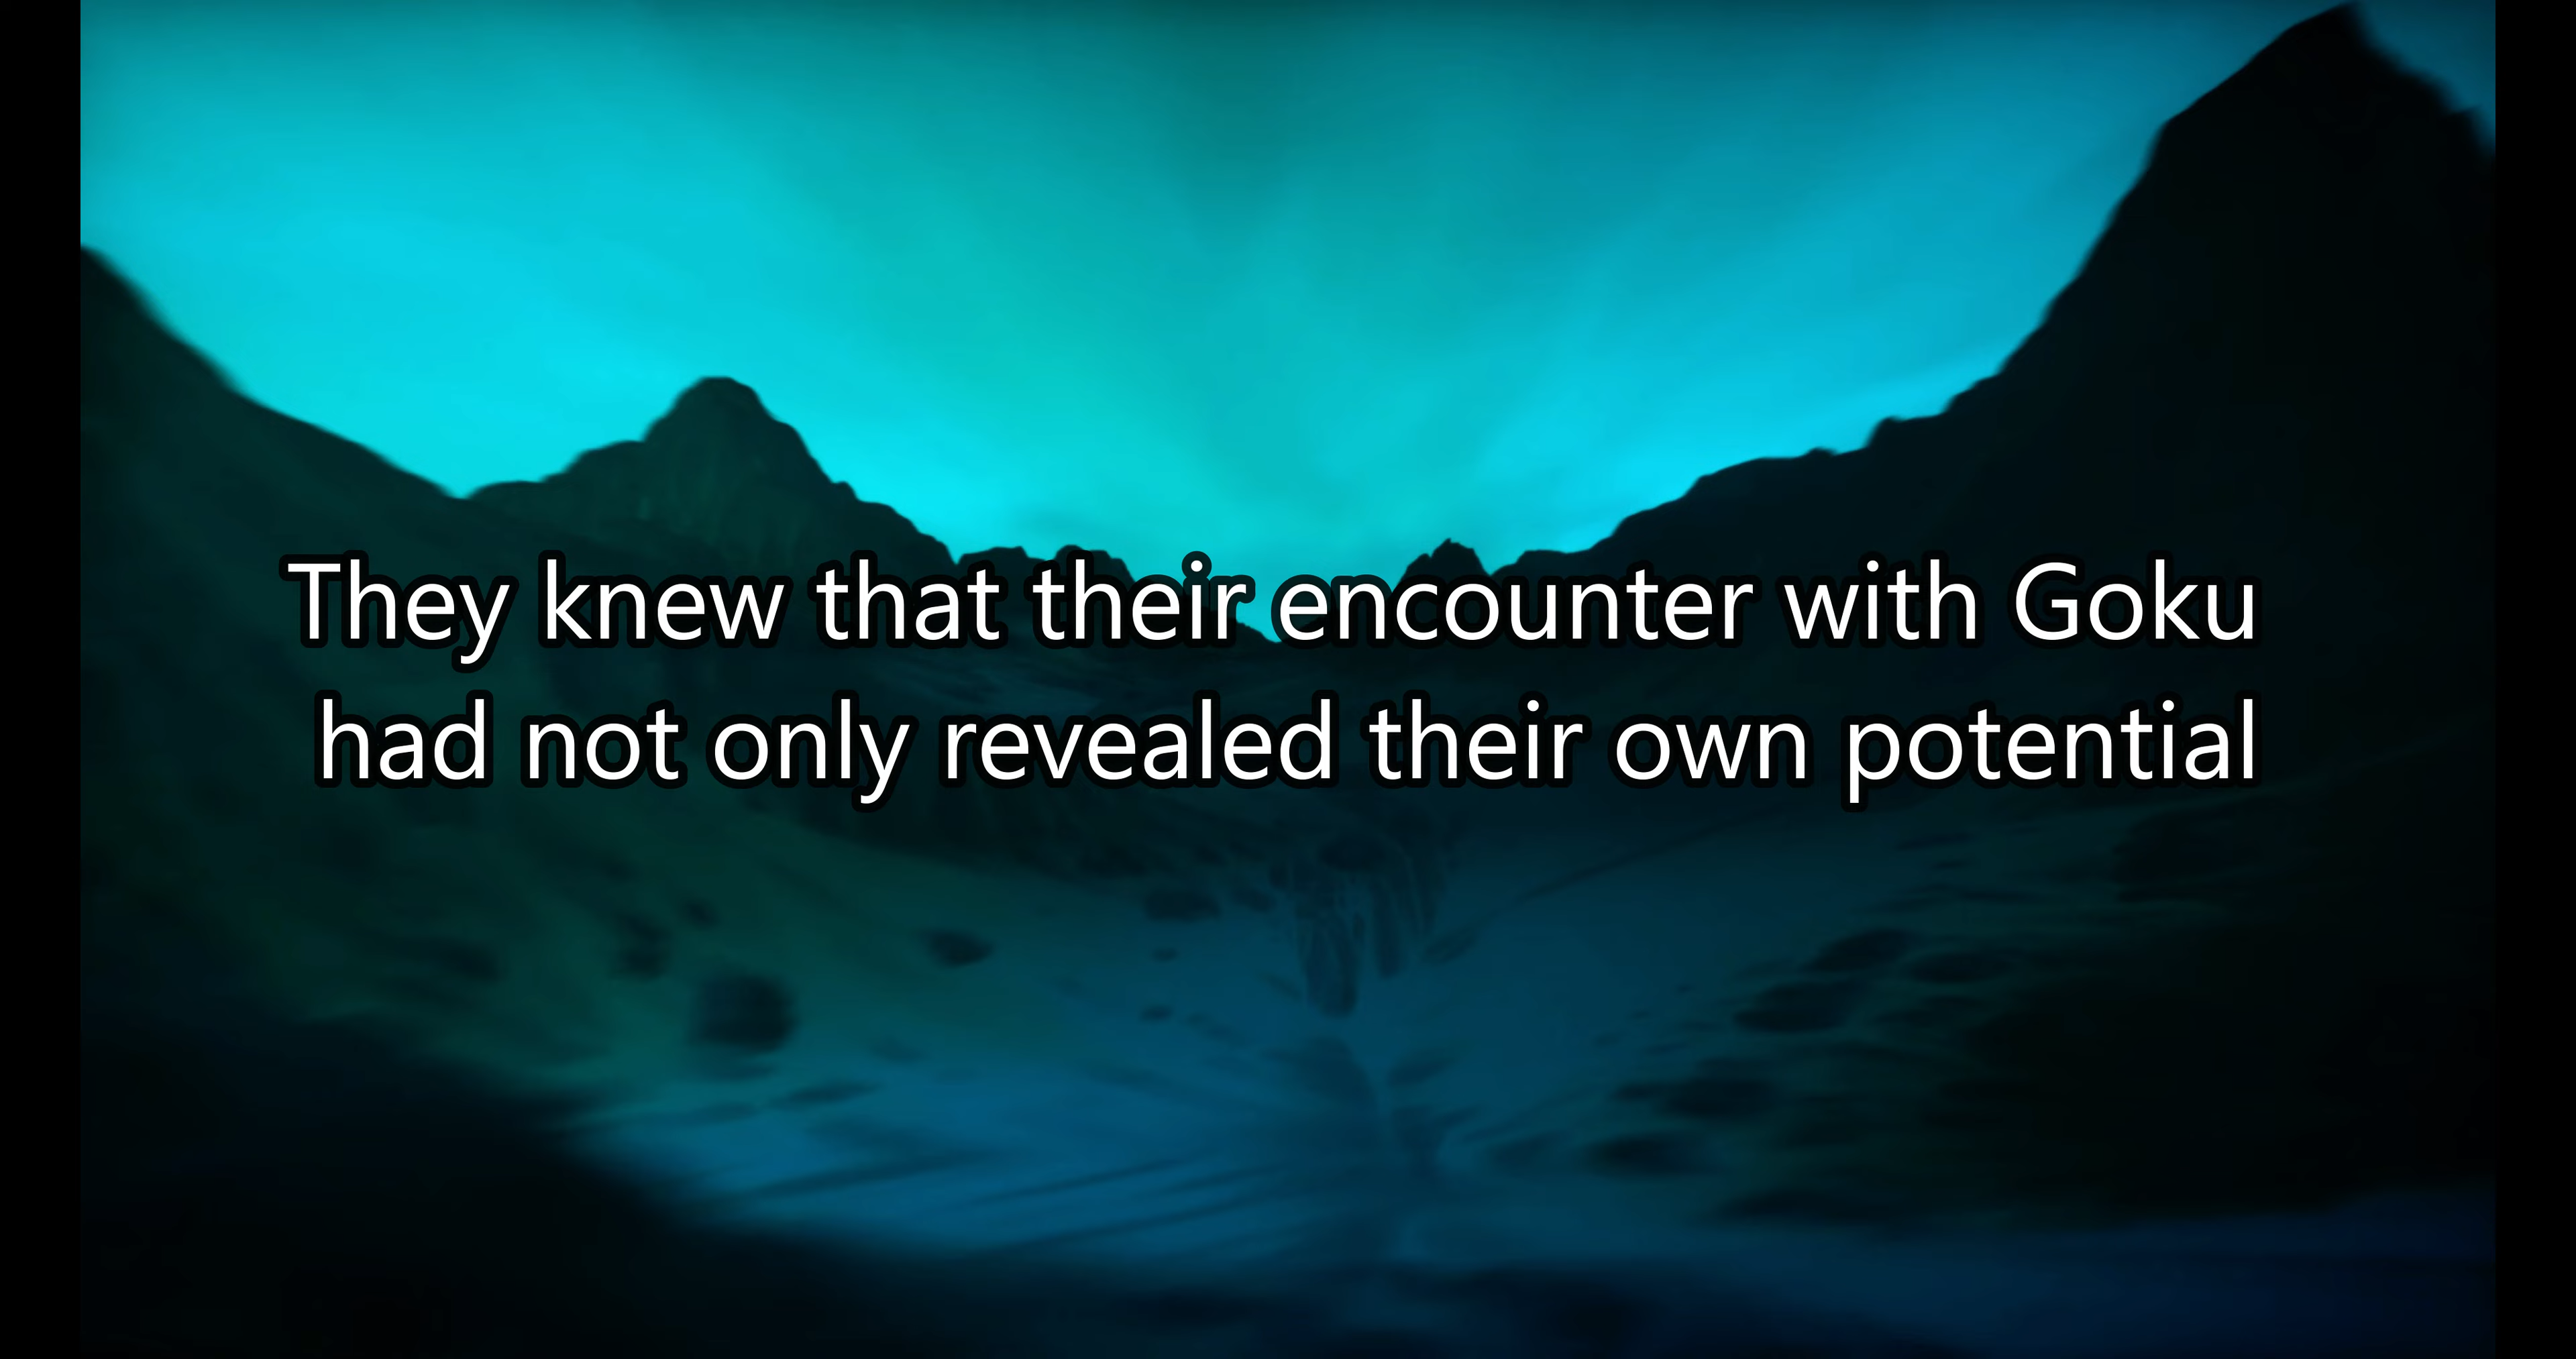 They knew that their encounter with Goku
had not only revealed their own potential